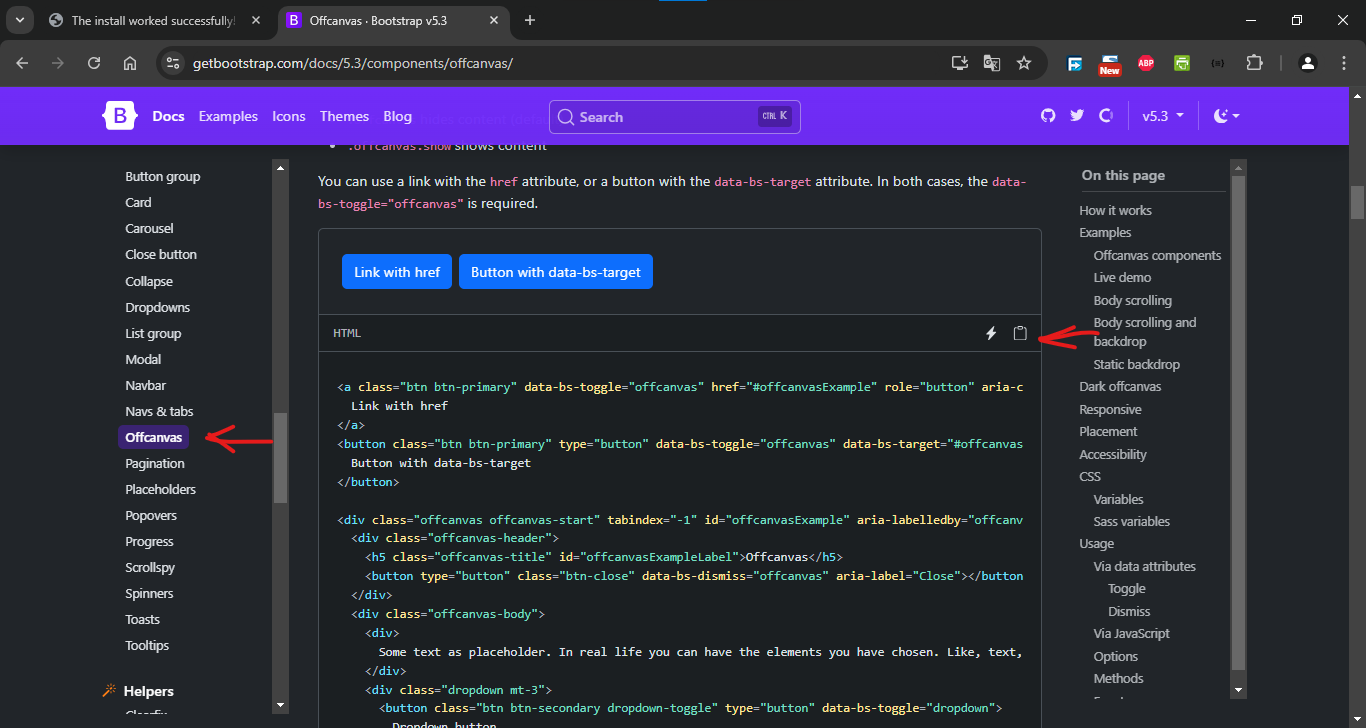 The install worked successfully!
Offcanvas · Bootstrap v5.3
getbootstrap.com/docs/5.3/components/offcanvas/
New
ABP
B
Docs
Examples
Icons
Themes
Blog
Search
CTRL K
v5.3
.offcanvas.show shows content
You can use a link with the href attribute, or a button with the data-bs-target attribute. In both cases, the data-
bs-toggle="offcanvas" is required.
Button group
Card
Carousel
Close button
Collapse
Dropdowns
List group
Modal
Navbar
Navs & tabs
Offcanvas
Pagination
Placeholders
Popovers
Progress
Scrollspy
Spinners
Toasts
Tooltips
Helpers
Link with href
Button with data-bs-target
HTML
<a class="btn btn-primary" data-bs-toggle="offcanvas" href="#offcanvasExample" role="button" aria-c
Link with href
</a>
<button class="btn btn-primary" type="button" data-bs-toggle="offcanvas" data-bs-target="#offcanvas
Button with data-bs-target
</button>
<div class="offcanvas offcanvas-start" tabindex="-1" id="offcanvasExample" aria-labelledby="offcanv
<div class="offcanvas-header">
<h5 class="offcanvas-title" id="offcanvasExampleLabel">Offcanvas</h5>
<button type="button" class="btn-close" data-bs-dismiss="offcanvas" aria-label="Close"></button
</div>
<div class="offcanvas-body">
<div>
Some text as placeholder. In real life you can have the elements you have chosen. Like, text,
</div>
<div class="dropdown mt-3">
<button class="btn btn-secondary dropdown-toggle" type="button" data-bs-toggle="dropdown">
Dropdown button
On this page
How it works
Examples
Offcanvas components
Live demo
Body scrolling
Body scrolling and
backdrop
Static backdrop
Dark offcanvas
Responsive
Placement
Accessibility
CSS
Variables
Sass variables
Usage
Via data attributes
Toggle
Dismiss
Via JavaScript
Options
Methods